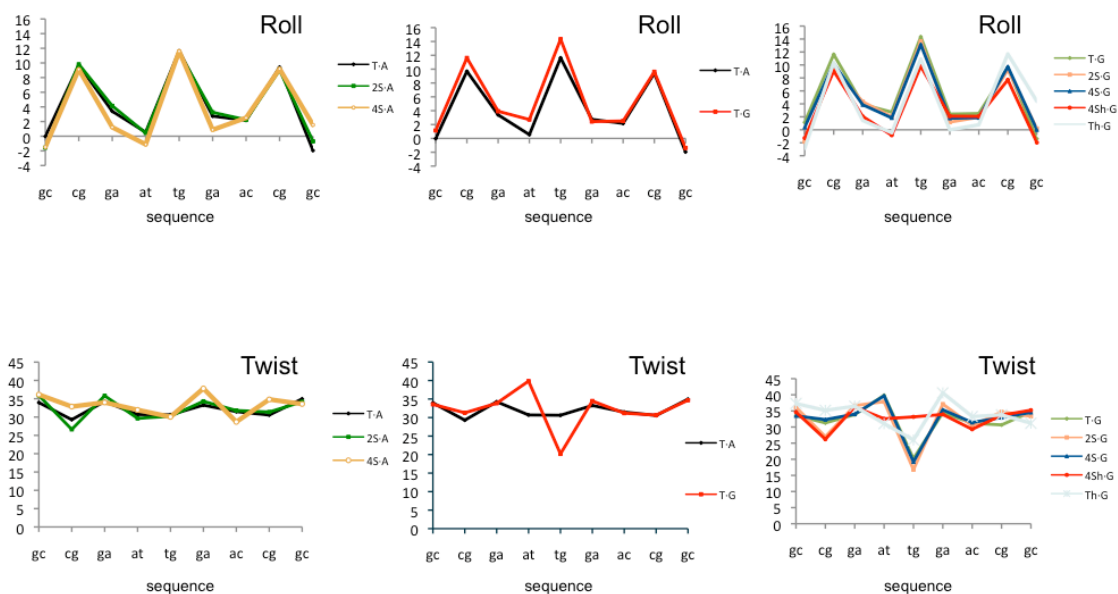 Roll
16
14
12
10
8
6
4
2
0
-2
-4
gc cg ga at tg ga ac cg gc
sequence
T·A
2S·A
4S·A
Roll
16
14
12
10
8
6
4
2
0
-2
-4
gc cg ga at tg ga ac cg gc
sequence
T·A
T·G
Roll
16
14
12
10
8
6
4
2
0
-2
-4
gc cg ga at tg ga ac cg gc
sequence
T·G
2S·G
4S·G
4Sh·G
Th·G
Twist
45
40
35
30
25
20
15
10
5
0
gc cg ga at tg ga ac cg gc
sequence
T·A
2S·A
4S·A
Twist
45
40
35
30
25
20
15
10
5
0
gc cg ga at tg ga ac cg gc
sequence
T·A
T·G
Twist
45
40
35
30
25
20
15
10
5
0
gc cg ga at tg ga ac cg gc
sequence
T·G
2S·G
4S·G
4Sh·G
Th·G